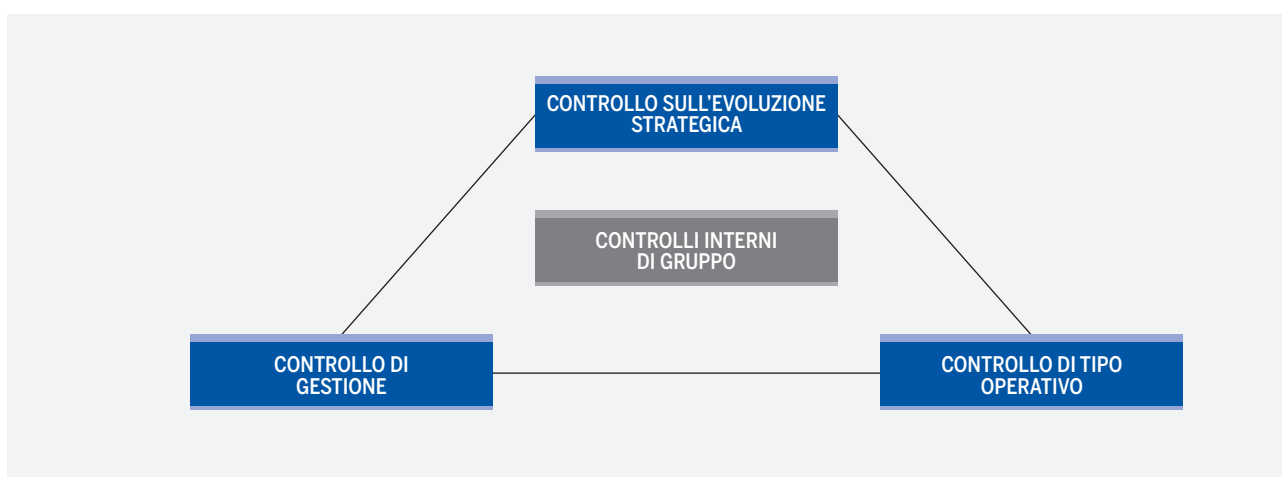 CONTROLLO SULL'EVOLUZIONE
STRATEGICA
CONTROLLI INTERNI
DI GRUPPO
CONTROLLO DI
GESTIONE
CONTROLLO DI TIPO
OPERATIVO